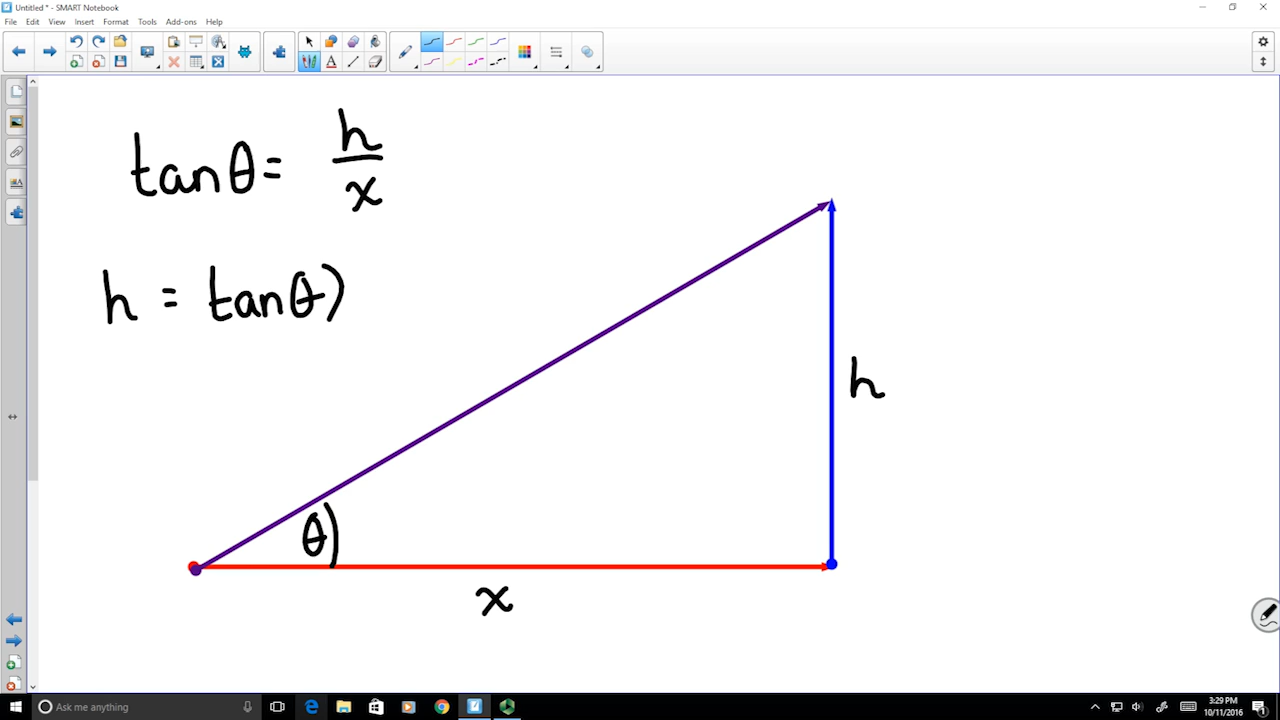 Untitled * - SMART Notebook
File Edit View Insert Format Tools Add-ons Help
tanθ = h/x
h = tanθ)
h
θ)
x
Ask me anything
3:29 PM
10/11/2016